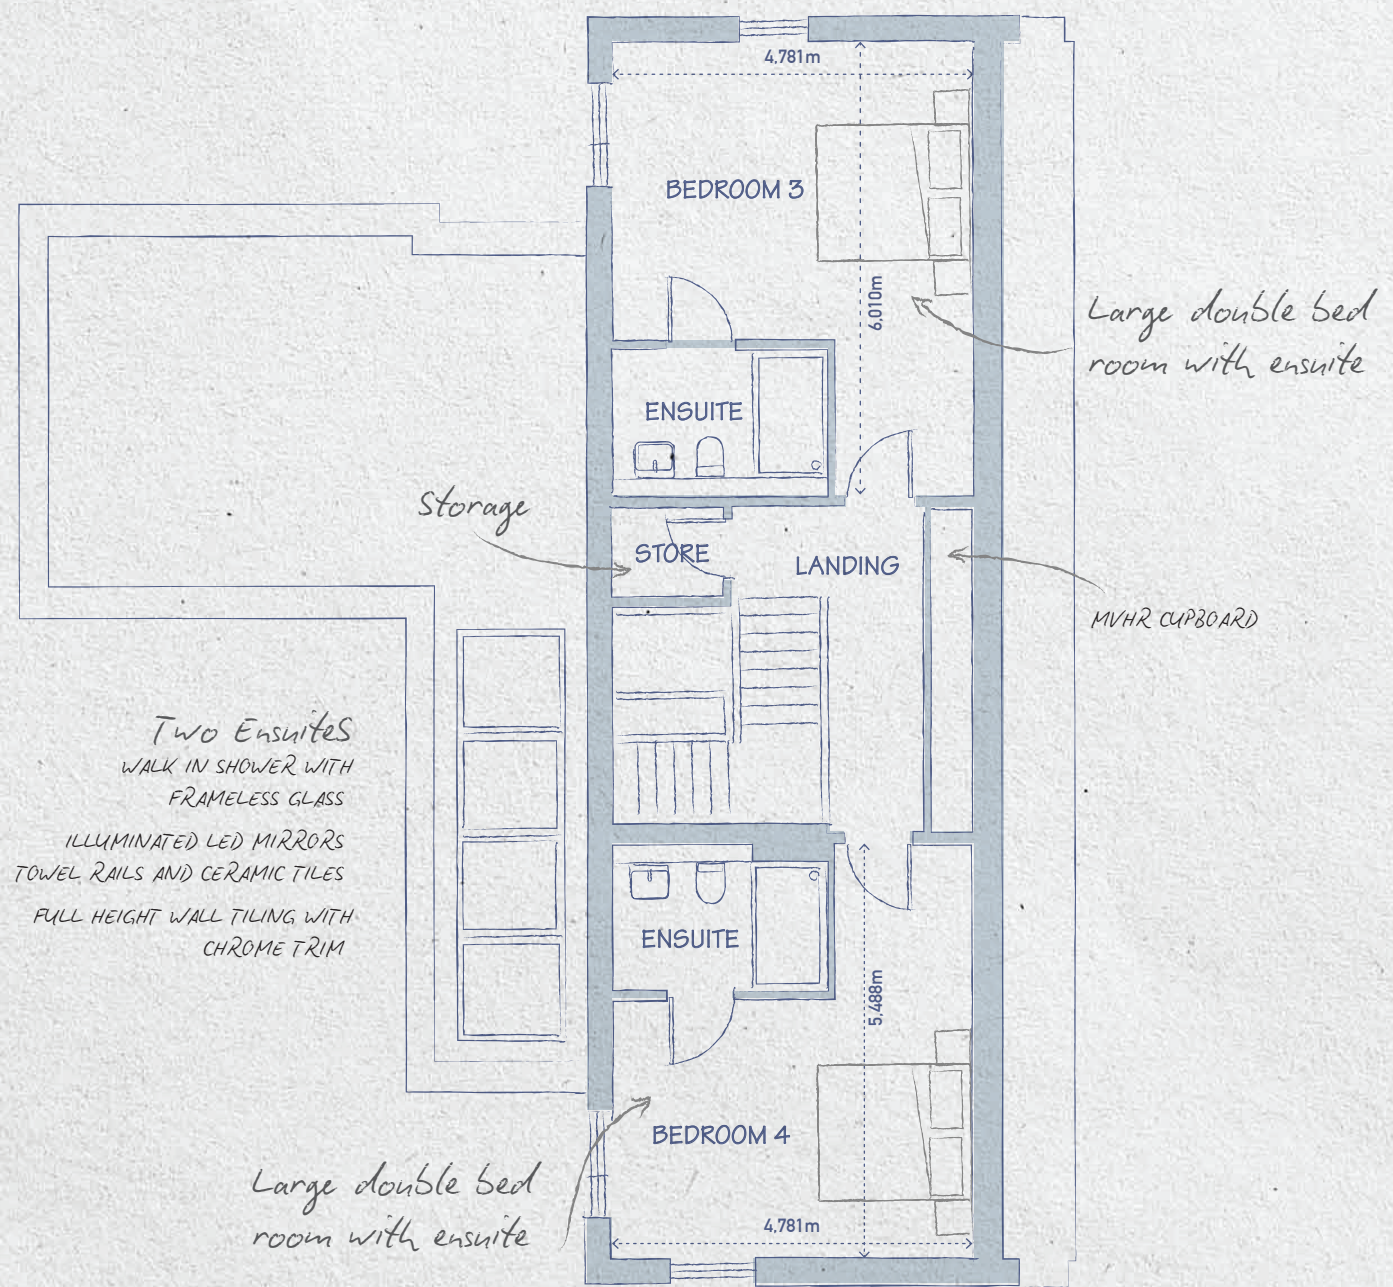 4,781m
BEDROOM 3
6,010m
Large double bed
room with ensuite
ENSUITE
Storage
STORE
LANDING
MVHR CUPBOARD
Two Ensuites
WALK IN SHOWER WITH
FRAMELESS GLASS
ILLUMINATED LED MIRRORS
TOWEL RAILS AND CERAMIC TILES
FULL HEIGHT WALL TILING WITH
CHROME TRIM
ENSUITE
5,488m
BEDROOM 4
Large double bed
room with ensuite
4,781m